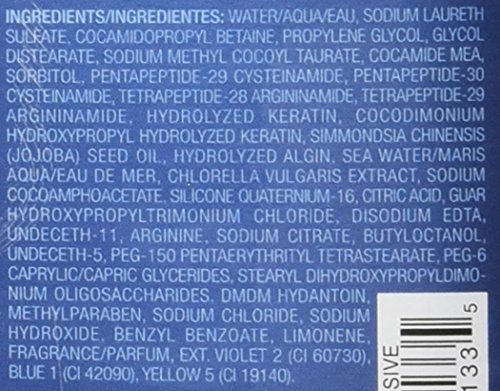 INGREDIENTS/INGREDIENTES: WATER/AQUA/EAU, SODIUM LAURETH
SULFATE, COCAMIDOPROPYL BETAINE, PROPYLENE GLYCOL, GLYCOL
DISTEARATE, SODIUM METHYL COCOYL TAURATE, COCAMIDE MEA,
SORBITOL, PENTAPEPTIDE-29 CYSTEINAMIDE, PENTAPEPTIDE-30
CYSTEINAMIDE, TETRAPEPTIDE-28 ARGININAMIDE, TETRAPEPTIDE-29
ARGININAMIDE, HYDROLYZED KERATIN, COCODIMONIUM
HYDROXYPROPYL HYDROLYZED KERATIN, SIMMONDSIA CHINENSIS
(JOJOBA) SEED OIL, HYDROLYZED ALGIN, SEA WATER/MARIS
AQUA/EAU DE MER, CHLORELLA VULGARIS EXTRACT, SODIUM
COCOAMPHOACETATE, SILICONE QUATERNIUM-16, CITRIC ACID, GUAR
HYDROXYPROPYLTRIMONIUM CHLORIDE, DISODIUM EDTA,
UNDECETH-11, ARGININE, SODIUM CITRATE, BUTYLOCTANOL,
UNDECETH-5, PEG-150 PENTAERYTHRITYL TETRASTEARATE, PEG-6
CAPRYLIC/CAPRIC GLYCERIDES, STEARYL DIHYDROXYPROPYLDIMO-
NIUM OLIGOSACCHARIDES, DMDM HYDANTOIN,
METHYLPARABEN, SODIUM CHLORIDE, SODIUM
HYDROXIDE, BENZYL BENZOATE, LIMONENE,
FRAGRANCE/PARFUM, EXT. VIOLET 2 (CI 60730),
BLUE 1 (CI 42090), YELLOW 5 (CI 19140).
SIVE
133
5